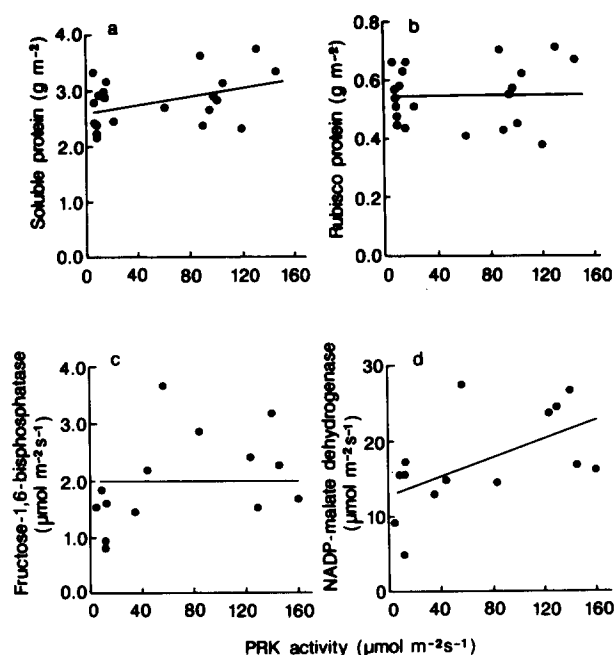 a
Soluble protein (g m⁻²)
4.0
3.0
2.0
1.0
0.0
0 40 80 120 160
b
Rubisco protein (g m⁻²)
0.8
0.6
0.4
0.2
0.0
0 40 80 120 160
c
Fructose-1,6-bisphosphatase
(μmol m⁻²s⁻¹)
4.0
3.0
2.0
1.0
0.0
0 40 80 120 160
d
NADP-malate dehydrogenase
(μmol m⁻²s⁻¹)
30
20
10
0
0 40 80 120 160
PRK activity (μmol m⁻²s⁻¹)